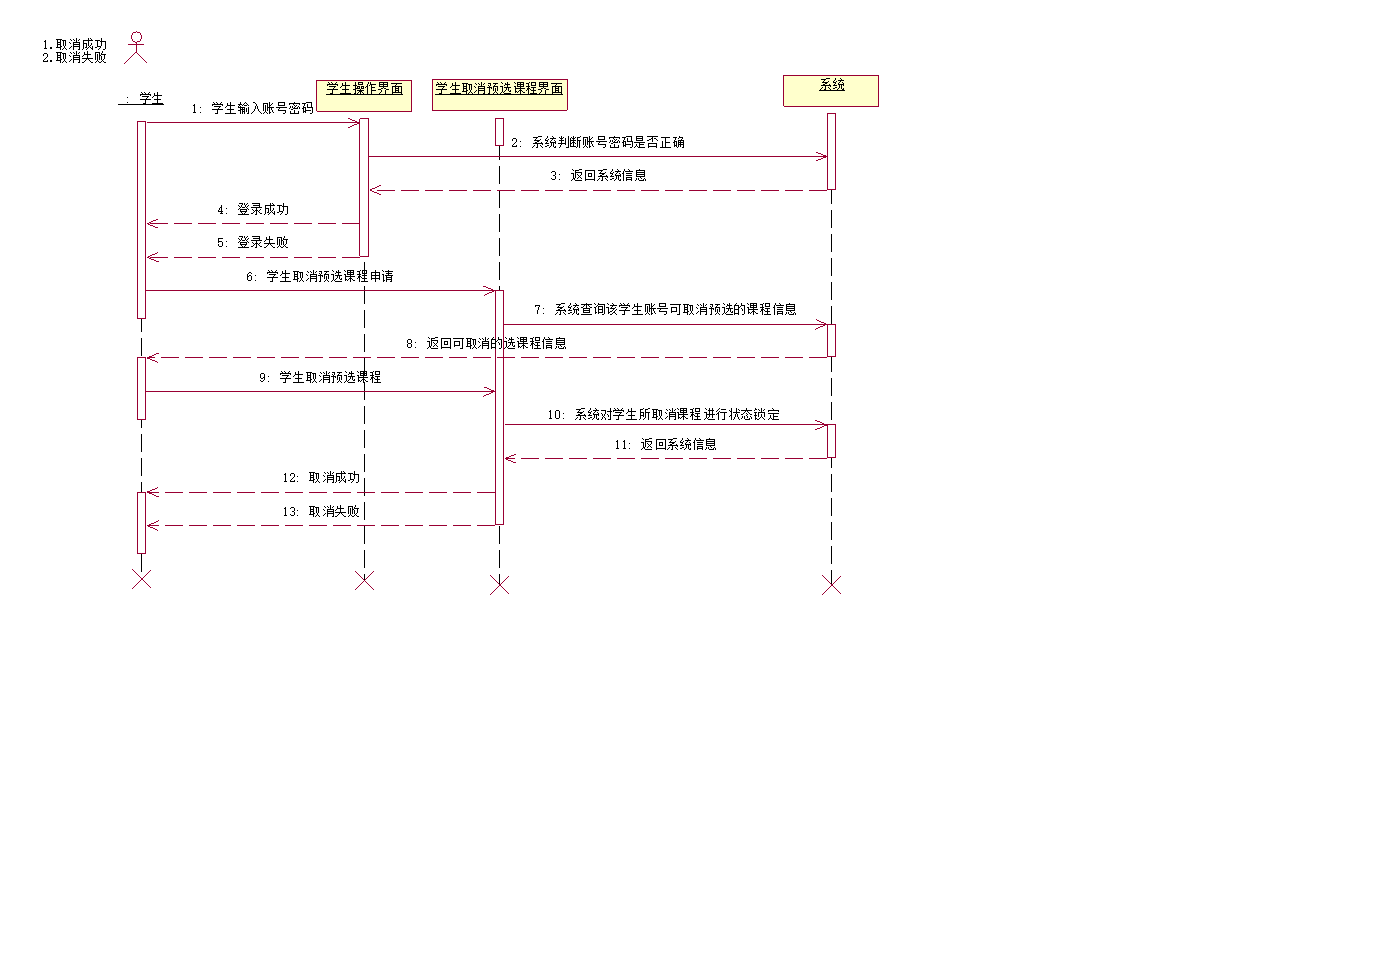 1.取消成功
2.取消失败
: 学生
学生操作界面
学生取消预选课程界面
系统
1: 学生输入账号密码
2: 系统判断账号密码是否正确
3: 返回系统信息
4: 登录成功
5: 登录失败
6: 学生取消预选课程申请
7: 系统查询该学生账号可取消预选的课程信息
8: 返回可取消的选课程信息
9: 学生取消预选课程
10: 系统对学生所取消课程进行状态锁定
11: 返回系统信息
12: 取消成功
13: 取消失败